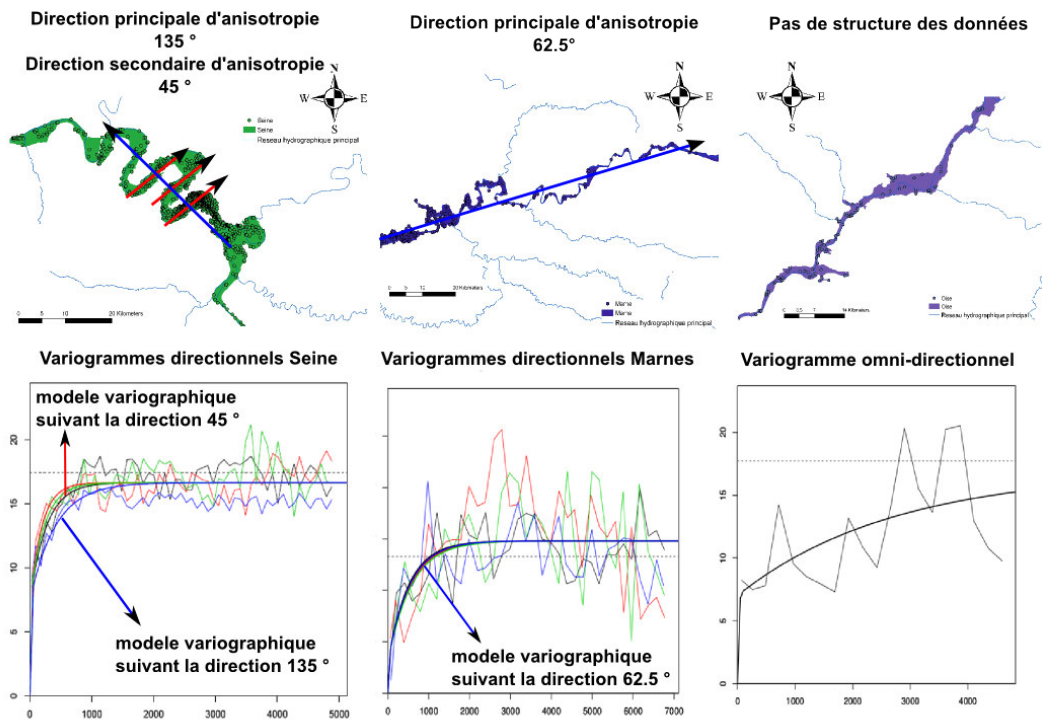 Direction principale d'anisotropie
135 °
Direction secondaire d'anisotropie
45 °
N
W E
S
Seine
Seine
Reseau hydrographique principal
0 5 10 20 Kilometers
Direction principale d'anisotropie
62.5°
N
W E
S
Marne
Marne
Reseau hydrographique principal
20 Kilometers
Pas de structure des données
N
W E
S
Oise
Oise
Reseau hydrographique principal
Kilometers
Variogrammes directionnels Seine
modele variographique
suivant la direction 45 °
modele variographique
suivant la direction 135 °
20
15
10
5
0
0 1000 2000 3000 4000 5000
Variogrammes directionnels Marnes
modele variographique
suivant la direction 62.5 °
0 1000 2000 3000 4000 5000 6000 7000
Variogramme omni-directionnel
20
15
10
5
0
0 1000 2000 3000 4000